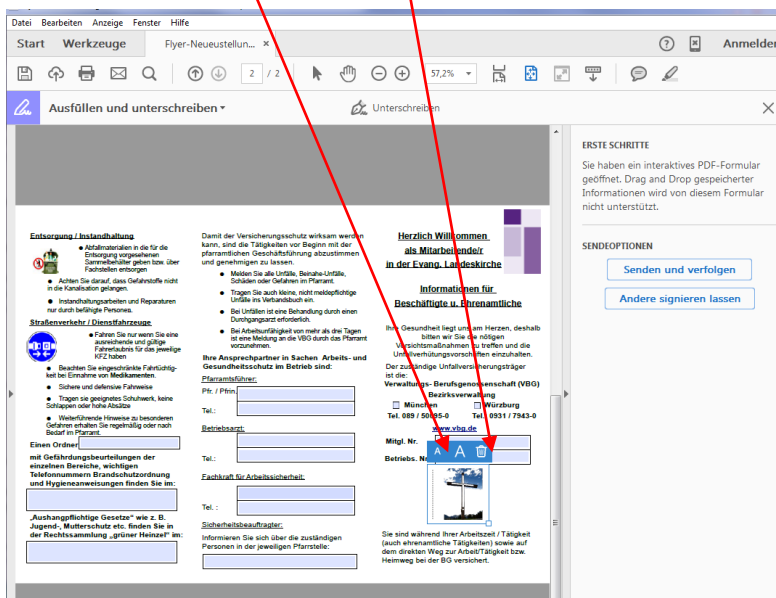 Datei Bearbeiten Anzeige Fenster Hilfe
Start Werkzeuge Flyer-Neueustellun... × Anmelden
2 / 2 57,2%
Ausfüllen und unterschreiben Unterschreiben
Entsorgung / Instandhaltung
Abfallmaterialien in die für die
Entsorgung vorgesehenen
Sammelbehälter geben bzw. über
Fachstellen entsorgen
Achten Sie darauf, dass Gefahrstoffe nicht
in die Kanalisation gelangen.
Instandhaltungsarbeiten und Reparaturen
nur durch befähigte Personen.
Straßenverkehr / Dienstfahrzeuge
Fahren Sie nur wenn Sie eine
ausreichende und gültige
Fahrerlaubnis für das jeweilige
KFZ haben
Beachten Sie eingeschränkte Fahrtüchtig-
keit bei Einnahme von Medikamenten.
Sichere und defensive Fahrweise
Tragen sie geeignetes Schuhwerk, keine
Schlappen oder hohe Absätze
Weiterführende Hinweise zu besonderen
Gefahren erhalten Sie regelmäßig oder nach
Bedarf im Pfarramt.
Einen Ordner
mit Gefährdungsbeurteilungen der
einzelnen Bereiche, wichtigen
Telefonnummern Brandschutzordnung
und Hygieneanweisungen finden Sie im:
„Aushangpflichtige Gesetze“ wie z. B.
Jugend-, Mutterschutz etc. finden Sie in
der Rechtssammlung „grüner Heinzel“ im:
Damit der Versicherungsschutz wirksam werden
kann, sind die Tätigkeiten vor Beginn mit der
pfarramtlichen Geschäftsführung abzustimmen
und genehmigen zu lassen.
Melden Sie alle Unfälle, Beinahe-Unfälle,
Schäden oder Gefahren im Pfarramt.
Tragen Sie auch kleine, nicht meldepflichtige
Unfälle ins Verbandsbuch ein.
Bei Unfällen ist eine Behandlung durch einen
Durchgangsarzt erforderlich.
Bei Arbeitsunfähigkeit von mehr als drei Tagen
ist eine Meldung an die VBG durch das Pfarramt
vorzunehmen.
Ihre Ansprechpartner in Sachen Arbeits- und
Gesundheitsschutz im Betrieb sind:
Pfarramtsführer:
Pfr. / Pfrin.
Tel.:
Betriebsarzt:
Tel.:
Fachkraft für Arbeitssicherheit:
Tel. :
Sicherheitsbeauftragter:
Informieren Sie sich über die zuständigen
Personen in der jeweiligen Pfarrstelle:
Herzlich Willkommen
als Mitarbeitende/r
in der Evang. Landeskirche
Informationen für
Beschäftigte u. Ehrenamtliche
Ihre Gesundheit liegt uns am Herzen, deshalb
bitten wir Sie die nötigen
Vorsichtsmaßnahmen zu treffen und die
Unfallverhütungsvorschriften einzuhalten.
Der zuständige Unfallversicherungsträger
ist die:
Verwaltungs- Berufsgenossenschaft (VBG)
Bezirksverwaltung
München Würzburg
Tel. 089 / 50095-0 Tel. 0931 / 7943-0
www.vbg.de
Mitgl. Nr.
A A
Betriebs. Nr.
Sie sind während Ihrer Arbeitszeit / Tätigkeit
(auch ehrenamtliche Tätigkeiten) sowie auf
dem direkten Weg zur Arbeit/Tätigkeit bzw.
Heimweg bei der BG versichert.
ERSTE SCHRITTE
Sie haben ein interaktives PDF-Formular
geöffnet. Drag and Drop gespeicherter
Informationen wird von diesem Formular
nicht unterstützt.
SENDEOPTIONEN
Senden und verfolgen
Andere signieren lassen